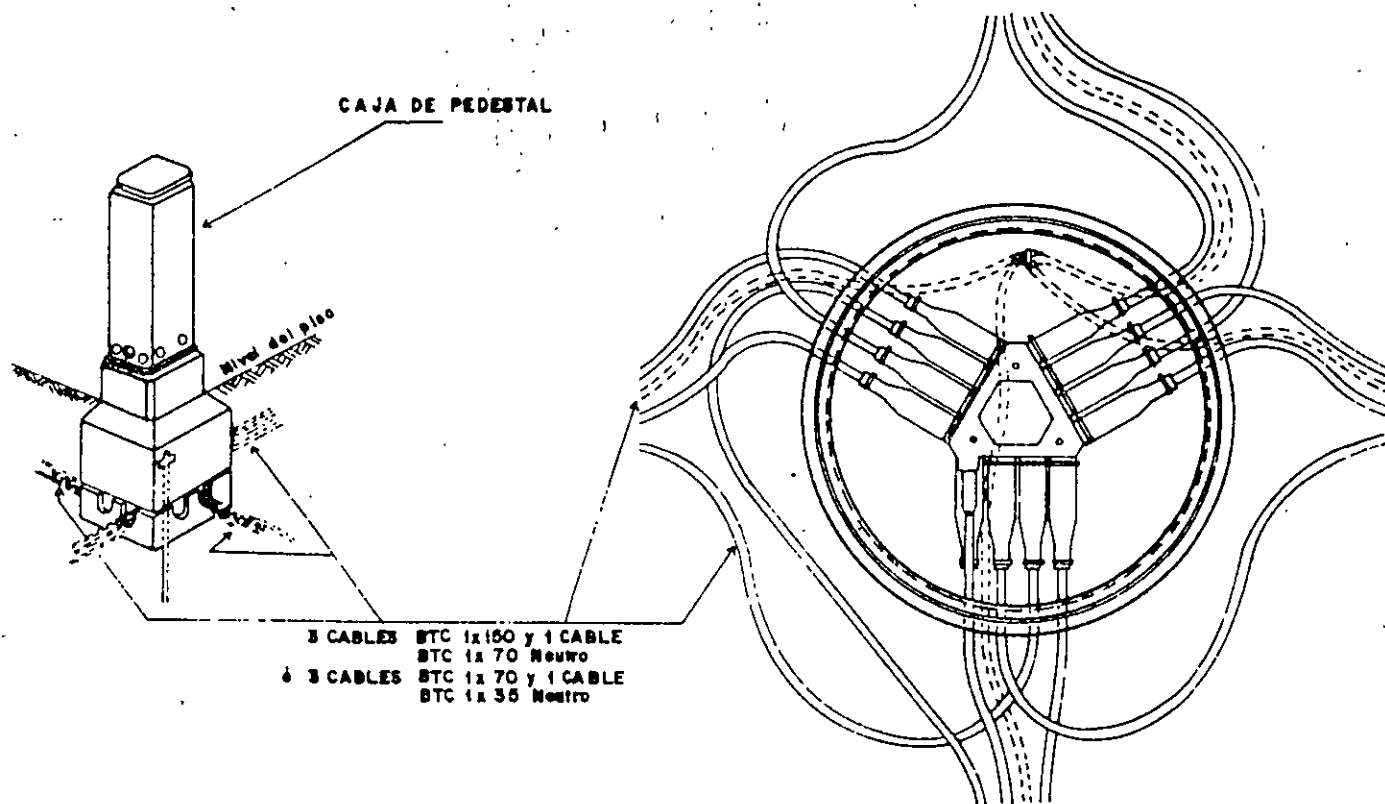 CAJA DE PEDESTAL
Nivel del piso
3 CABLES BTC 1x150 y 1 CABLE
BTC 1x 70 Neutro
ó 3 CABLES BTC 1x 70 y 1 CABLE
BTC 1x 35 Neutro